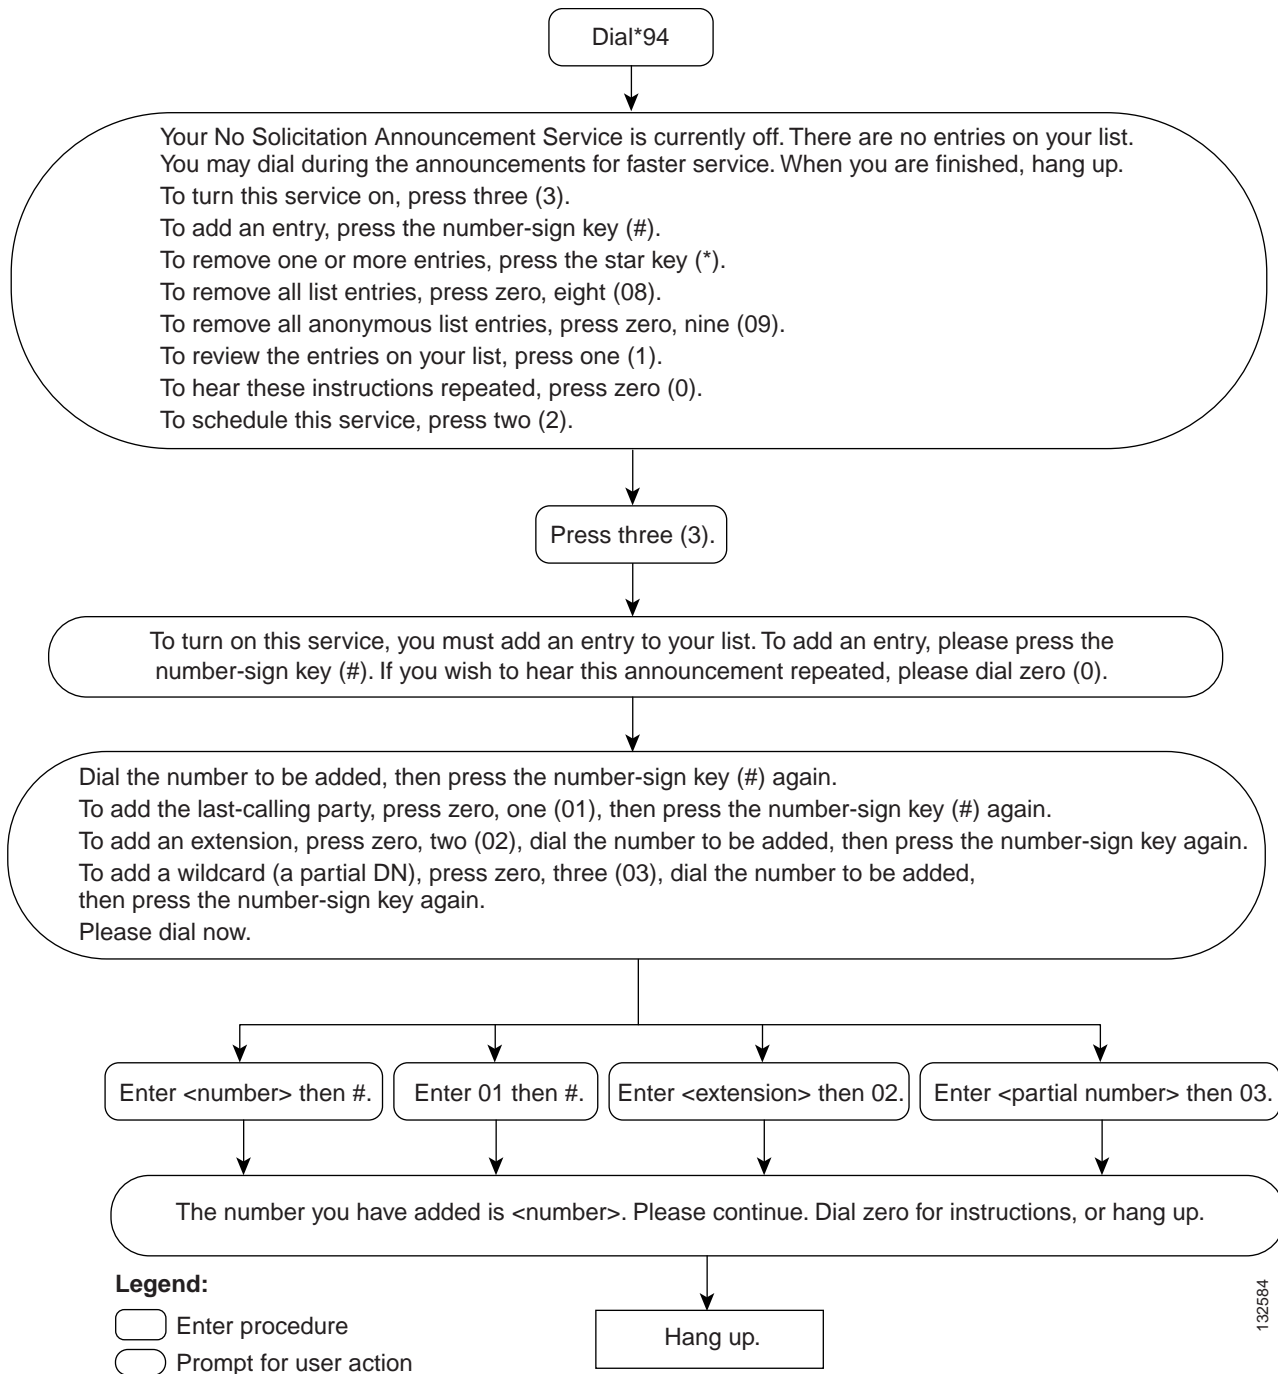 Dial*94
Your No Solicitation Announcement Service is currently off. There are no entries on your list.
You may dial during the announcements for faster service. When you are finished, hang up.
To turn this service on, press three (3).
To add an entry, press the number-sign key (#).
To remove one or more entries, press the star key (*).
To remove all list entries, press zero, eight (08).
To remove all anonymous list entries, press zero, nine (09).
To review the entries on your list, press one (1).
To hear these instructions repeated, press zero (0).
To schedule this service, press two (2).
Press three (3).
To turn on this service, you must add an entry to your list. To add an entry, please press the
number-sign key (#). If you wish to hear this announcement repeated, please dial zero (0).
Dial the number to be added, then press the number-sign key (#) again.
To add the last-calling party, press zero, one (01), then press the number-sign key (#) again.
To add an extension, press zero, two (02), dial the number to be added, then press the number-sign key again.
To add a wildcard (a partial DN), press zero, three (03), dial the number to be added,
then press the number-sign key again.
Please dial now.
Enter <number> then #.
Enter 01 then #.
Enter <extension> then 02.
Enter <partial number> then 03.
The number you have added is <number>. Please continue. Dial zero for instructions, or hang up.
Legend:
Enter procedure
Prompt for user action
Hang up.
132584